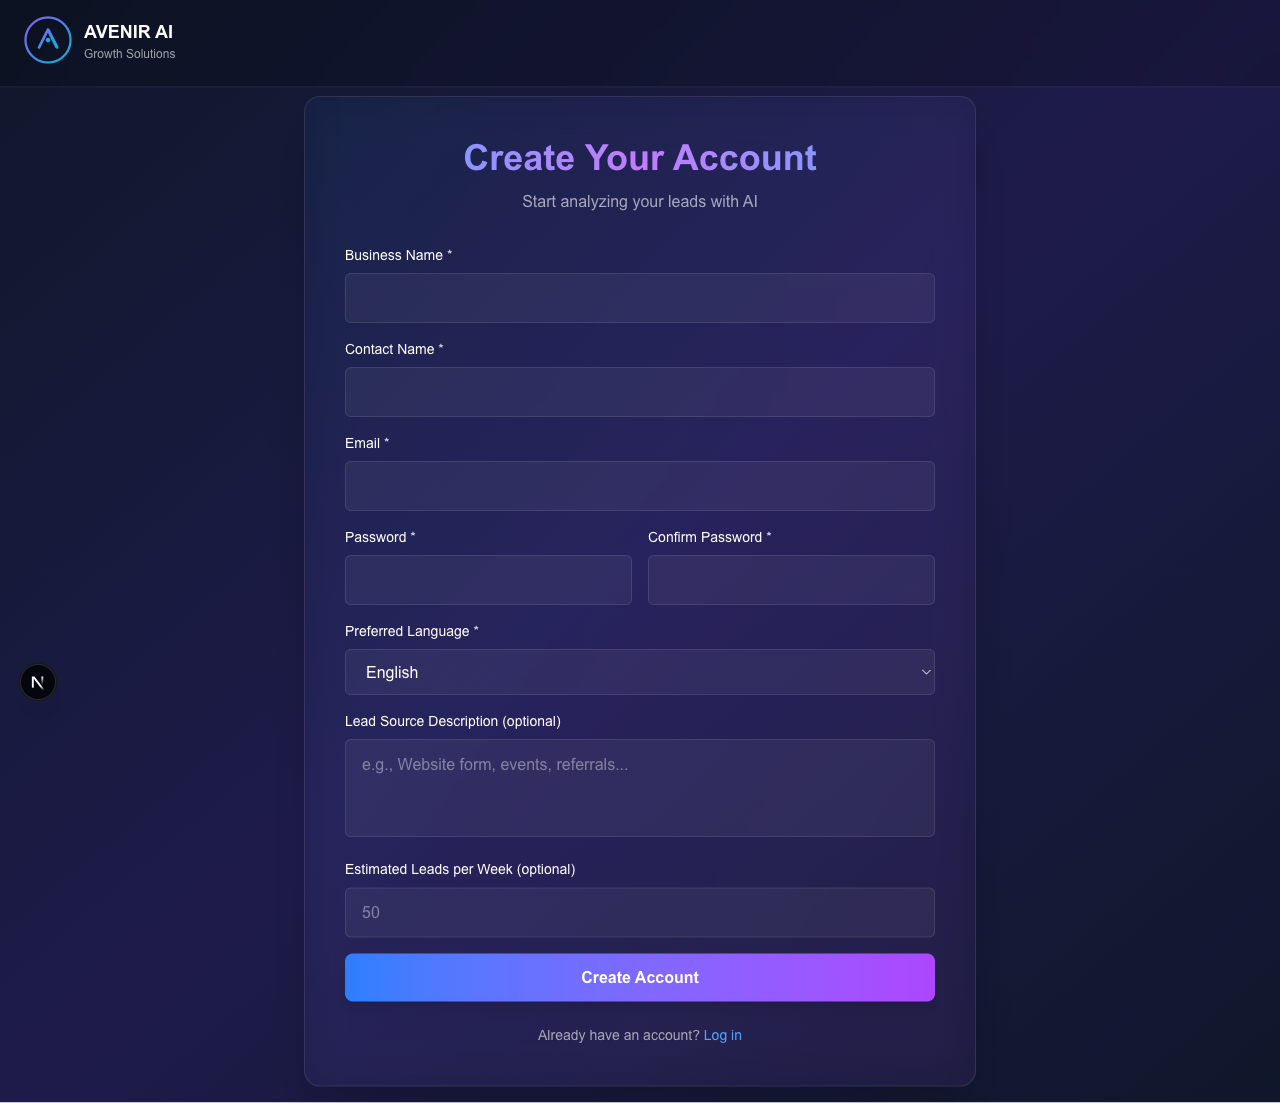 AVENIR AI
Growth Solutions
Create Your Account
Start analyzing your leads with AI
Business Name *
Contact Name *
Email *
Password * Confirm Password *
Preferred Language *
English
N
Lead Source Description (optional)
e.g., Website form, events, referrals...
Estimated Leads per Week (optional)
50
Create Account
Already have an account? Log in